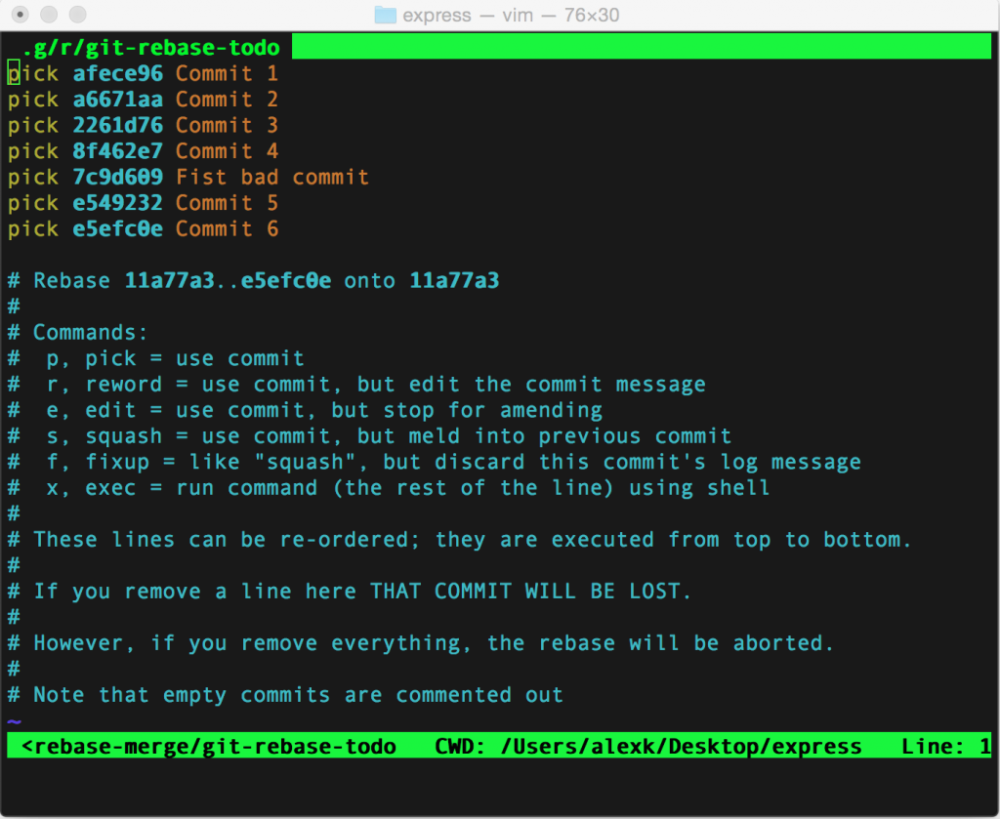 express — vim — 76×30
.g/r/git-rebase-todo
pick afece96 Commit 1
pick a6671aa Commit 2
pick 2261d76 Commit 3
pick 8f462e7 Commit 4
pick 7c9d609 Fist bad commit
pick e549232 Commit 5
pick e5efc0e Commit 6
# Rebase 11a77a3..e5efc0e onto 11a77a3
#
# Commands:
#  p, pick = use commit
#  r, reword = use commit, but edit the commit message
#  e, edit = use commit, but stop for amending
#  s, squash = use commit, but meld into previous commit
#  f, fixup = like "squash", but discard this commit's log message
#  x, exec = run command (the rest of the line) using shell
#
# These lines can be re-ordered; they are executed from top to bottom.
#
# If you remove a line here THAT COMMIT WILL BE LOST.
#
# However, if you remove everything, the rebase will be aborted.
#
# Note that empty commits are commented out
~
<rebase-merge/git-rebase-todo   CWD: /Users/alexk/Desktop/express   Line: 1